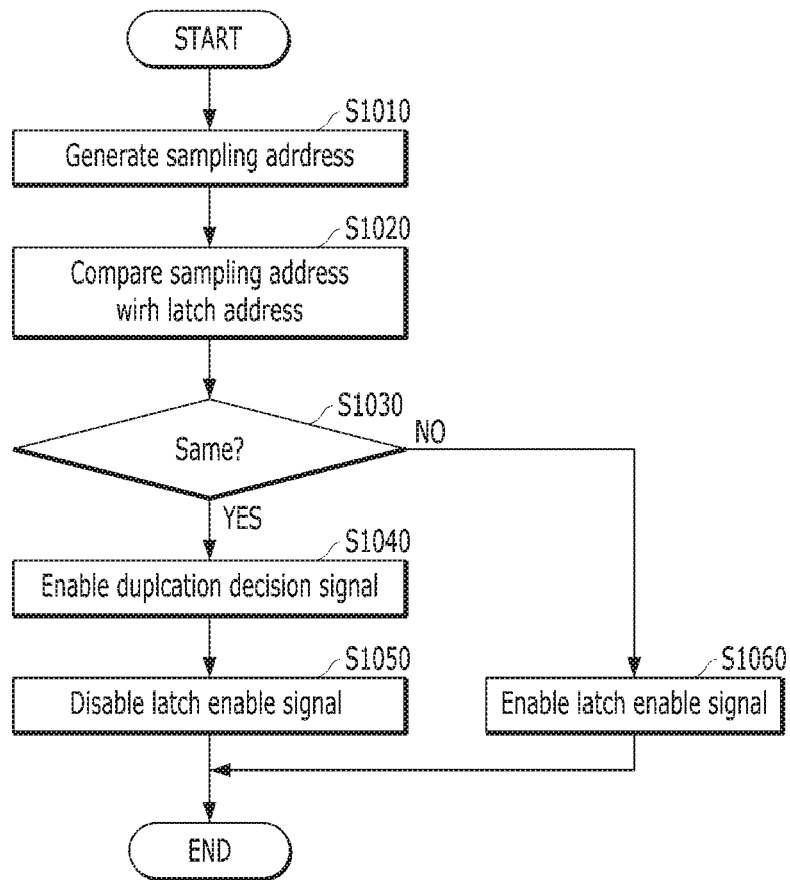 START
S1010
Generate sampling adrdress
S1020
Compare sampling address
wirh latch address
S1030
Same?
NO
YES
S1040
Enable duplcation decision signal
S1050
Disable latch enable signal
S1060
Enable latch enable signal
END